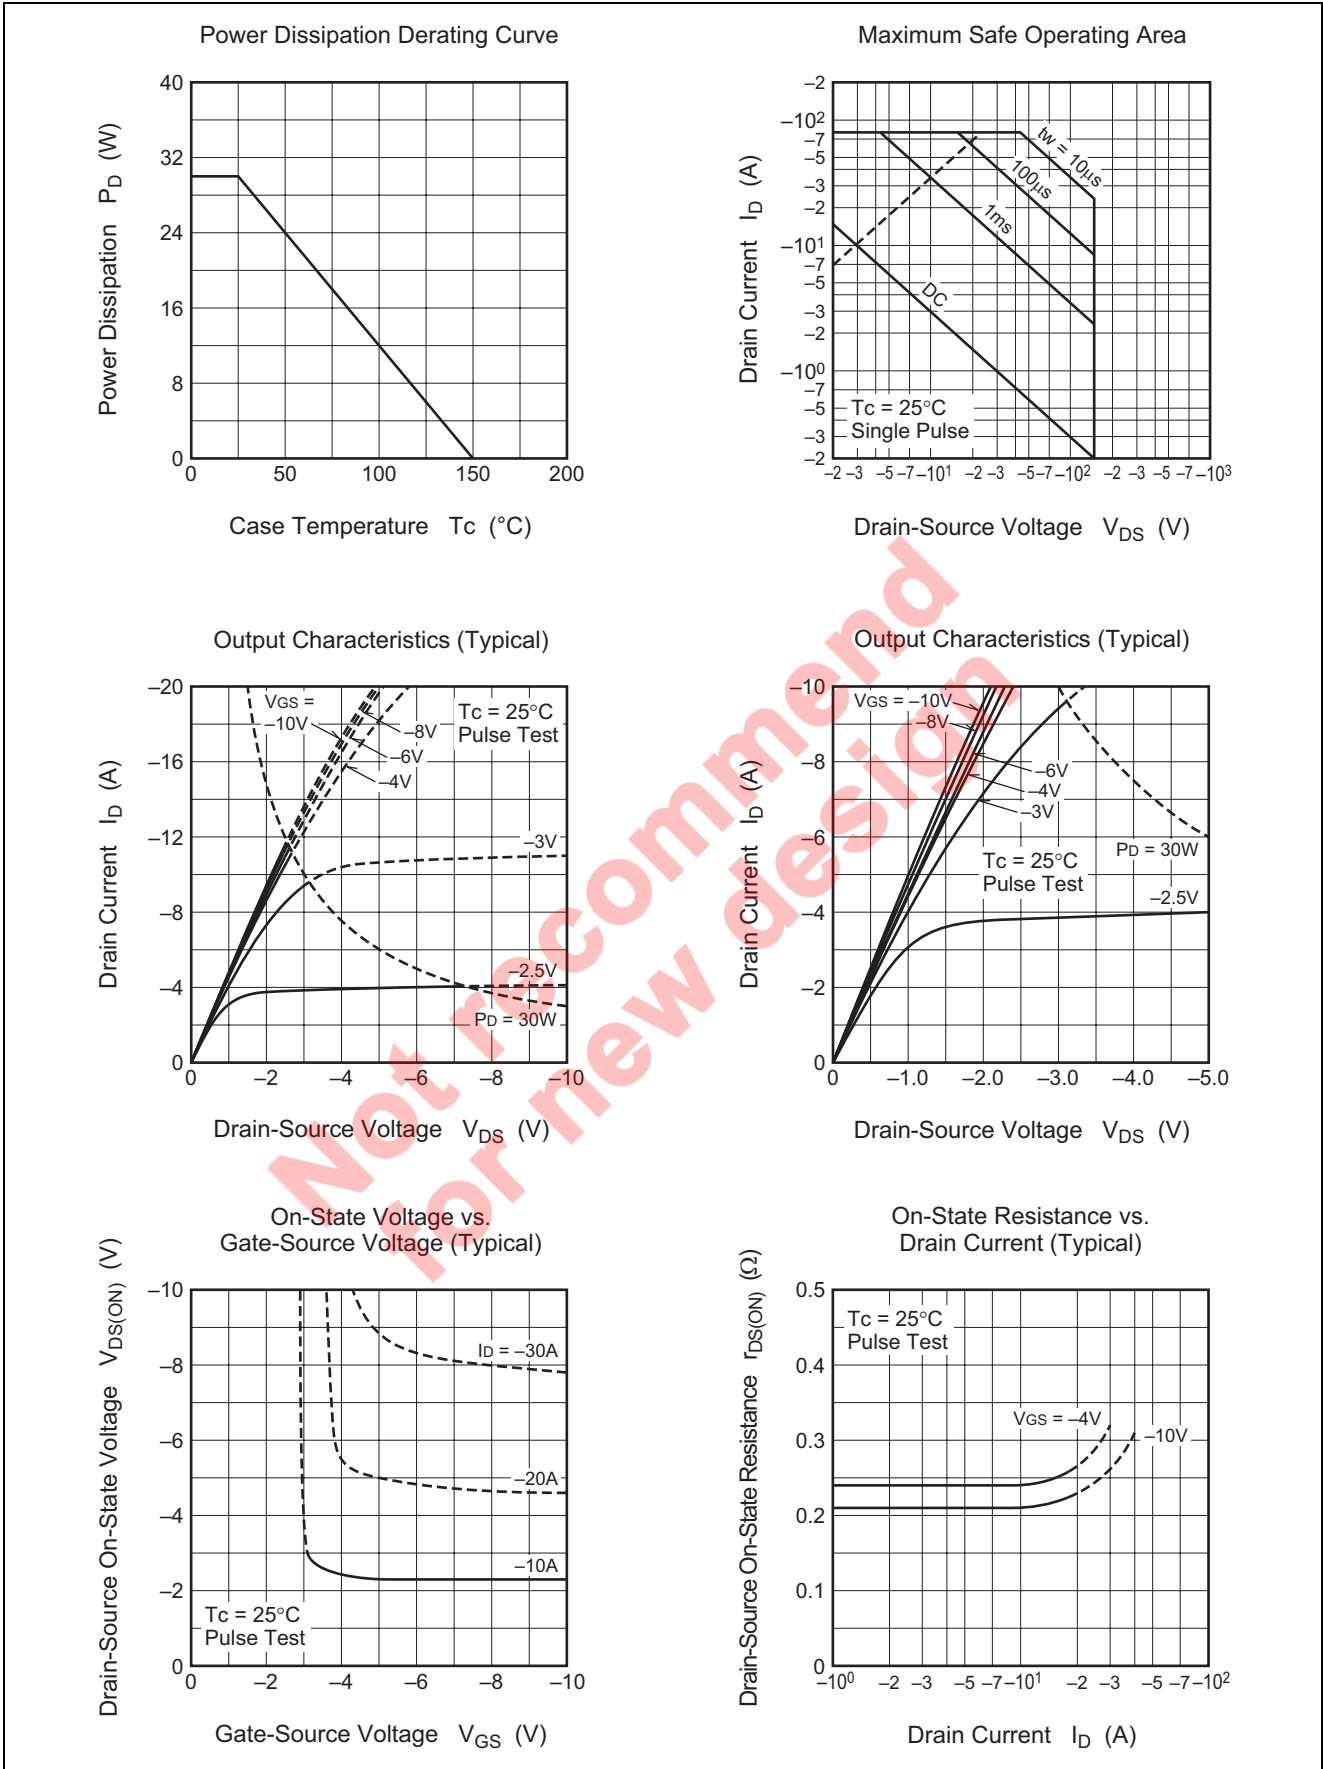 Power Dissipation Derating Curve
Power Dissipation PD (W)
40
32
24
16
8
0
0 50 100 150 200
Case Temperature Tc (°C)
Maximum Safe Operating Area
Drain Current ID (A)
–2
–10²
–7
–5
–3
–2
–10¹
–7
–5
–3
–2
–10⁰
–7
–5
–3
–2
tw = 10μs
100μs
1ms
DC
Tc = 25°C
Single Pulse
–2 –3 –5 –7 –10¹ –2 –3 –5 –7 –10² –2 –3 –5 –7 –10³
Drain-Source Voltage VDS (V)
Output Characteristics (Typical)
Drain Current ID (A)
–20
–16
–12
–8
–4
0
VGS =
–10V
–8V
–6V
–4V
Tc = 25°C
Pulse Test
–3V
–2.5V
PD = 30W
0 –2 –4 –6 –8 –10
Drain-Source Voltage VDS (V)
Output Characteristics (Typical)
Drain Current ID (A)
–10
–8
–6
–4
–2
0
VGS = –10V
–8V
–6V
–4V
–3V
PD = 30W
Tc = 25°C
Pulse Test
–2.5V
0 –1.0 –2.0 –3.0 –4.0 –5.0
Drain-Source Voltage VDS (V)
On-State Voltage vs.
Gate-Source Voltage (Typical)
Drain-Source On-State Voltage VDS(ON) (V)
–10
–8
–6
–4
–2
0
ID = –30A
–20A
–10A
Tc = 25°C
Pulse Test
0 –2 –4 –6 –8 –10
Gate-Source Voltage VGS (V)
On-State Resistance vs.
Drain Current (Typical)
Drain-Source On-State Resistance rDS(ON) (Ω)
0.5
0.4
0.3
0.2
0.1
0
Tc = 25°C
Pulse Test
VGS = –4V
–10V
–10⁰ –2 –3 –5 –7 –10¹ –2 –3 –5 –7 –10²
Drain Current ID (A)
Not recommend
for new design